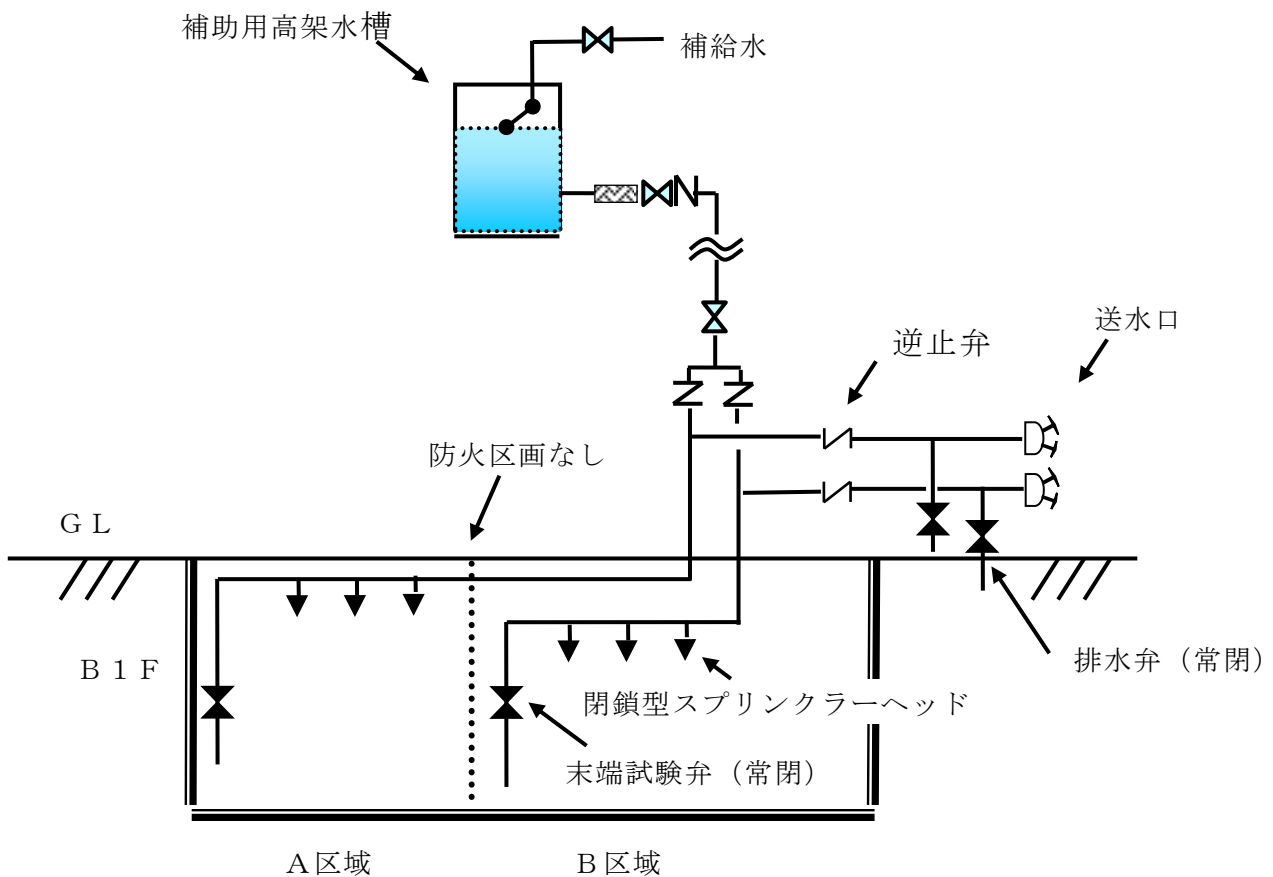 補助用高架水槽
補給水
送水口
逆止弁
防火区画なし
ＧＬ
排水弁（常閉）
Ｂ１Ｆ
閉鎖型スプリンクラーヘッド
末端試験弁（常閉）
Ａ区域
Ｂ区域